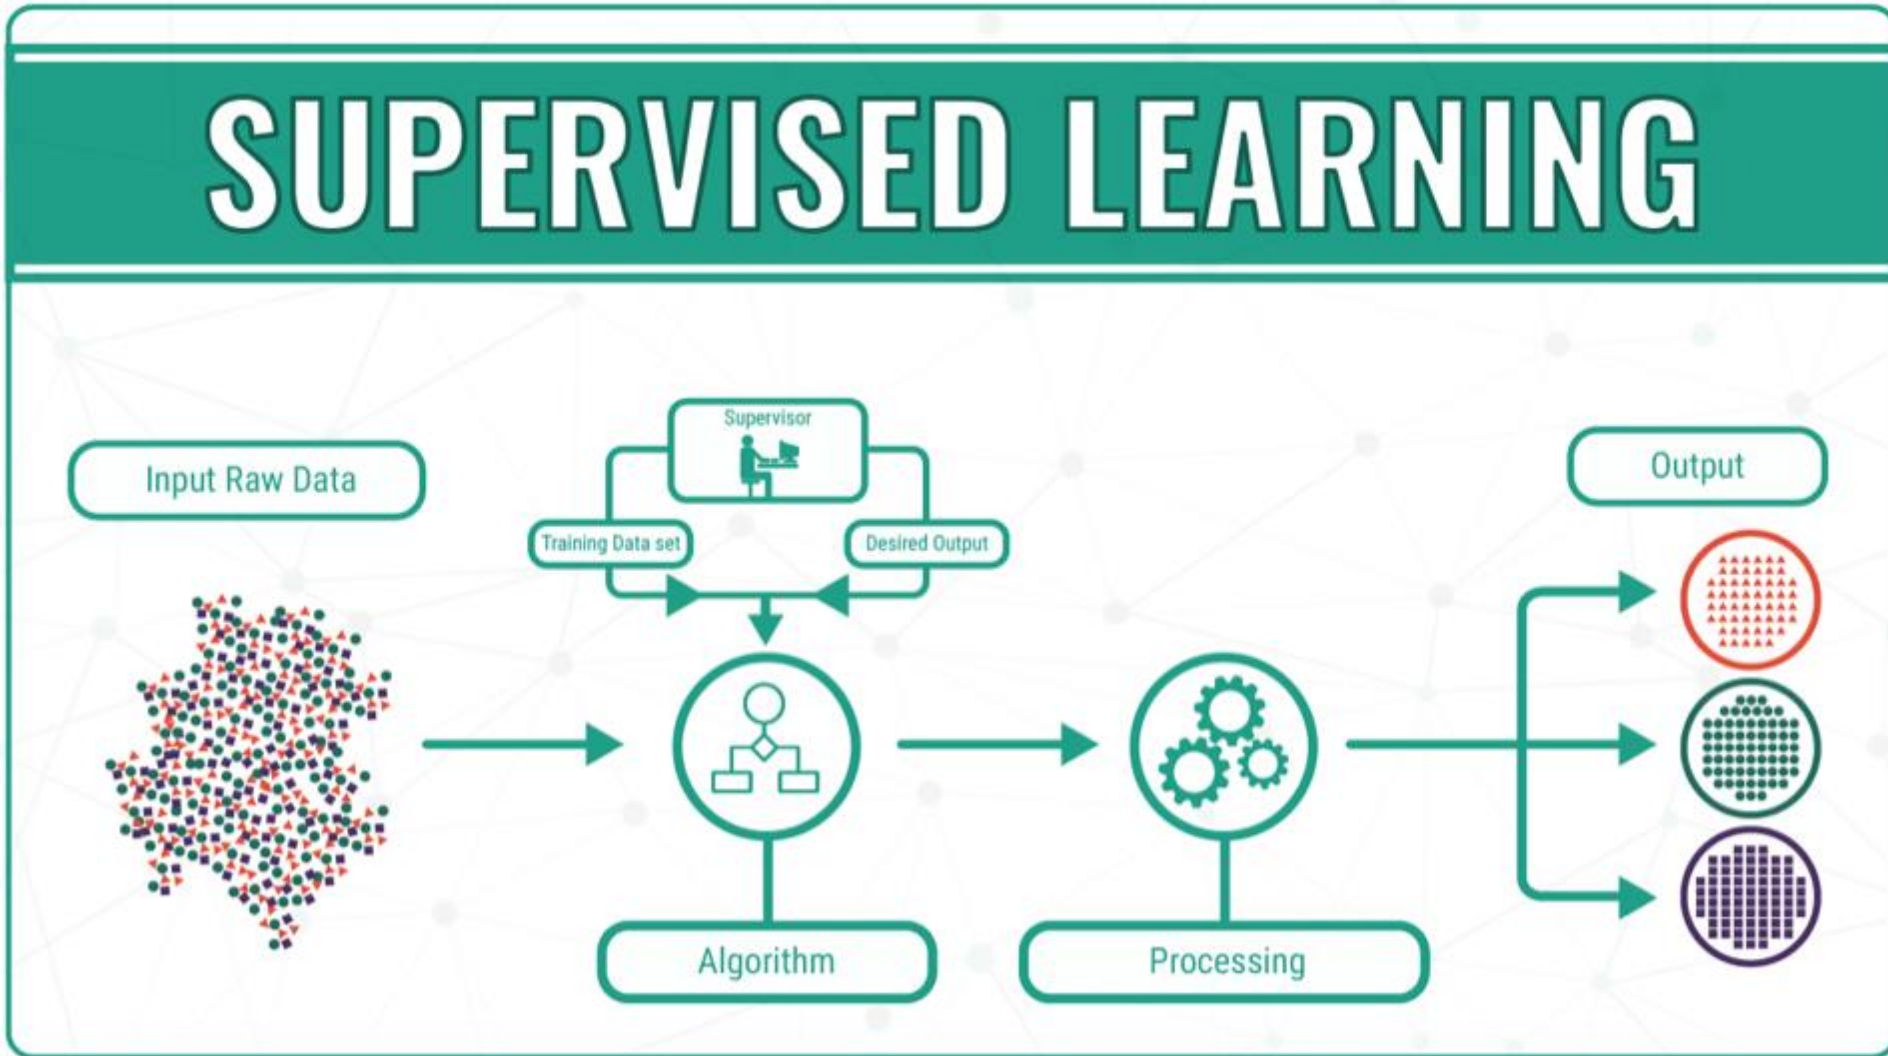 SUPERVISED LEARNING
Supervisor
Input Raw Data
Output
Training Data set
Desired Output
Algorithm
Processing